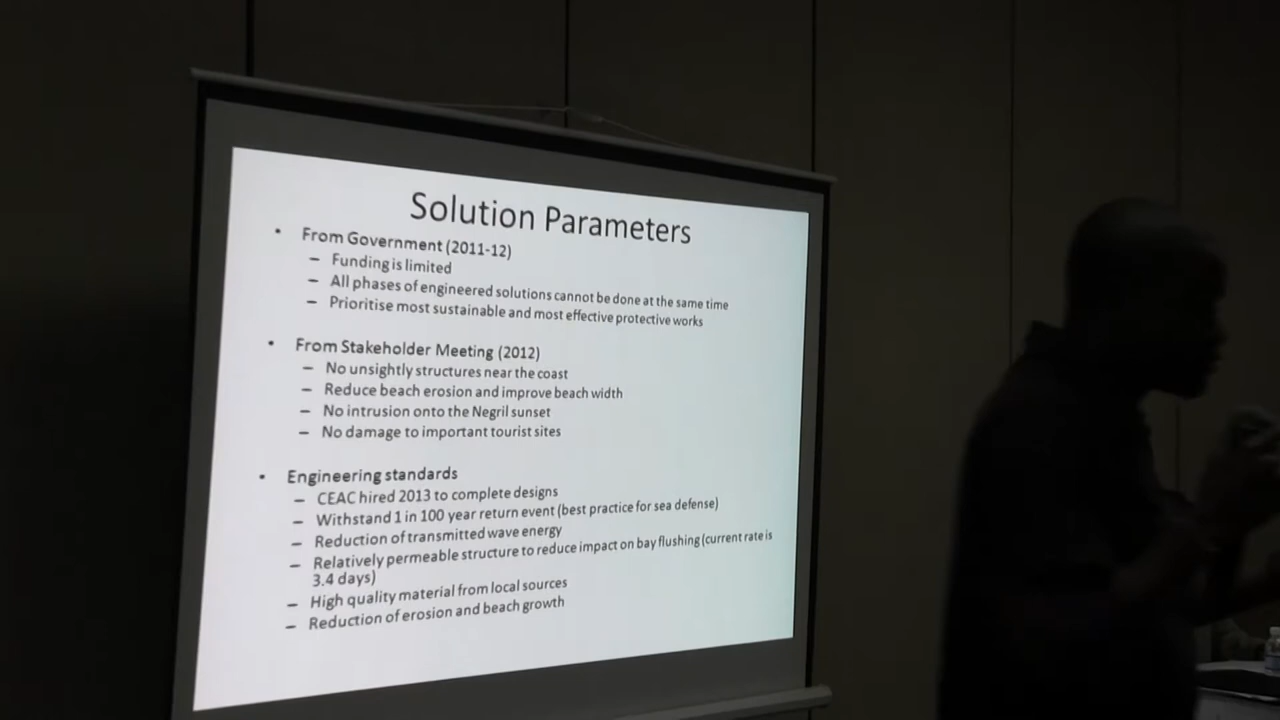 Solution Parameters
• From Government (2011-12)
– Funding is limited
– All phases of engineered solutions cannot be done at the same time
– Prioritise most sustainable and most effective protective works
• From Stakeholder Meeting (2012)
– No unsightly structures near the coast
– Reduce beach erosion and improve beach width
– No intrusion onto the Negril sunset
– No damage to important tourist sites
• Engineering standards
– CEAC hired 2013 to complete designs
– Withstand 1 in 100 year return event (best practice for sea defense)
– Reduction of transmitted wave energy
– Relatively permeable structure to reduce impact on bay flushing (current rate is
3.4 days)
– High quality material from local sources
– Reduction of erosion and beach growth